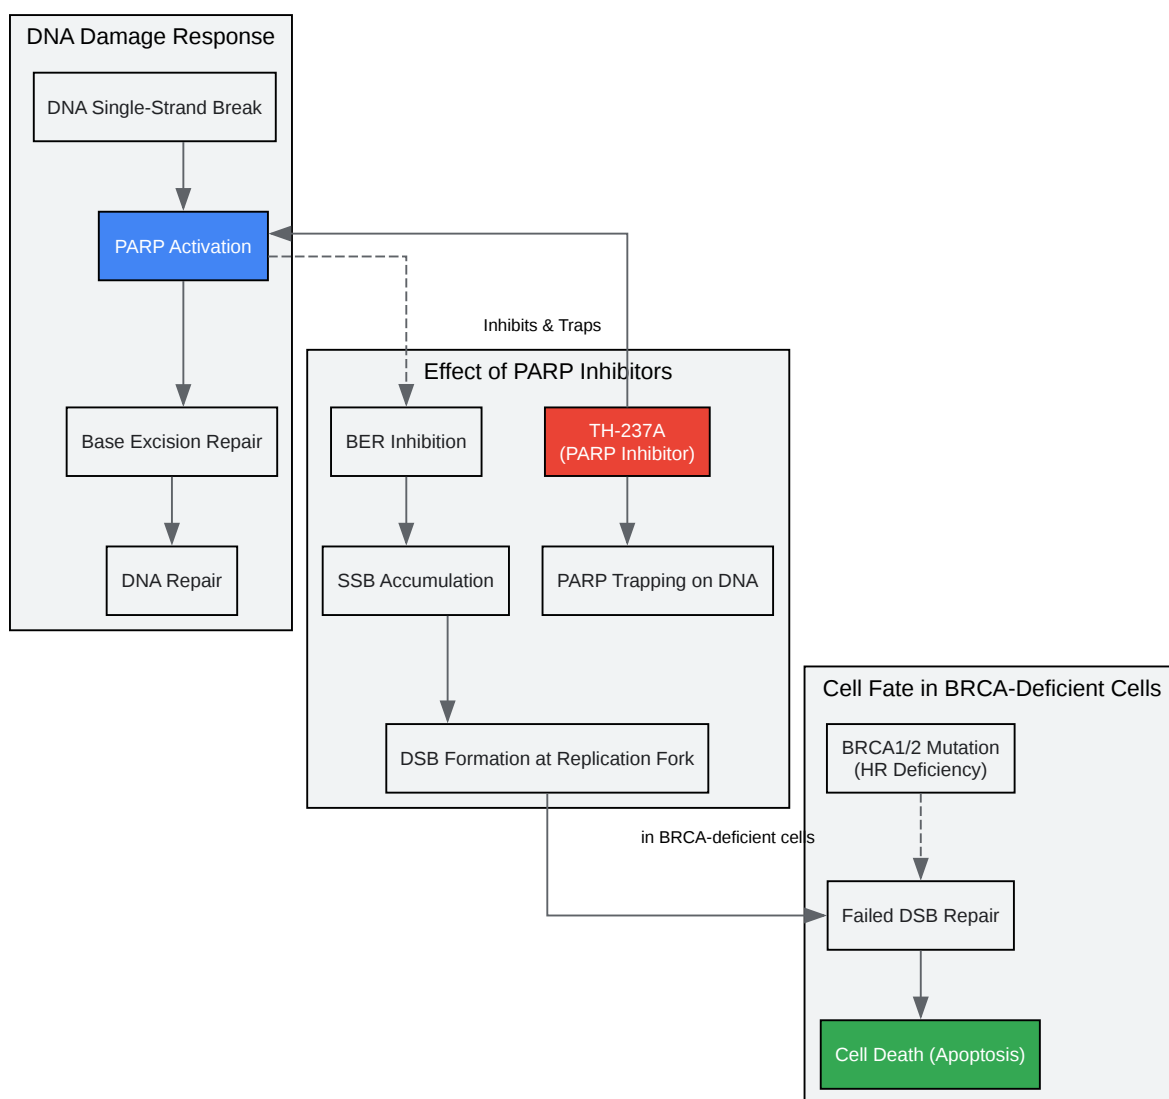 DNA Damage Response
DNA Single-Strand Break
PARP Activation
Base Excision Repair
DNA Repair
Inhibits & Traps
Effect of PARP Inhibitors
BER Inhibition
TH-237A
(PARP Inhibitor)
SSB Accumulation
PARP Trapping on DNA
DSB Formation at Replication Fork
in BRCA-deficient cells
Cell Fate in BRCA-Deficient Cells
BRCA1/2 Mutation
(HR Deficiency)
Failed DSB Repair
Cell Death (Apoptosis)